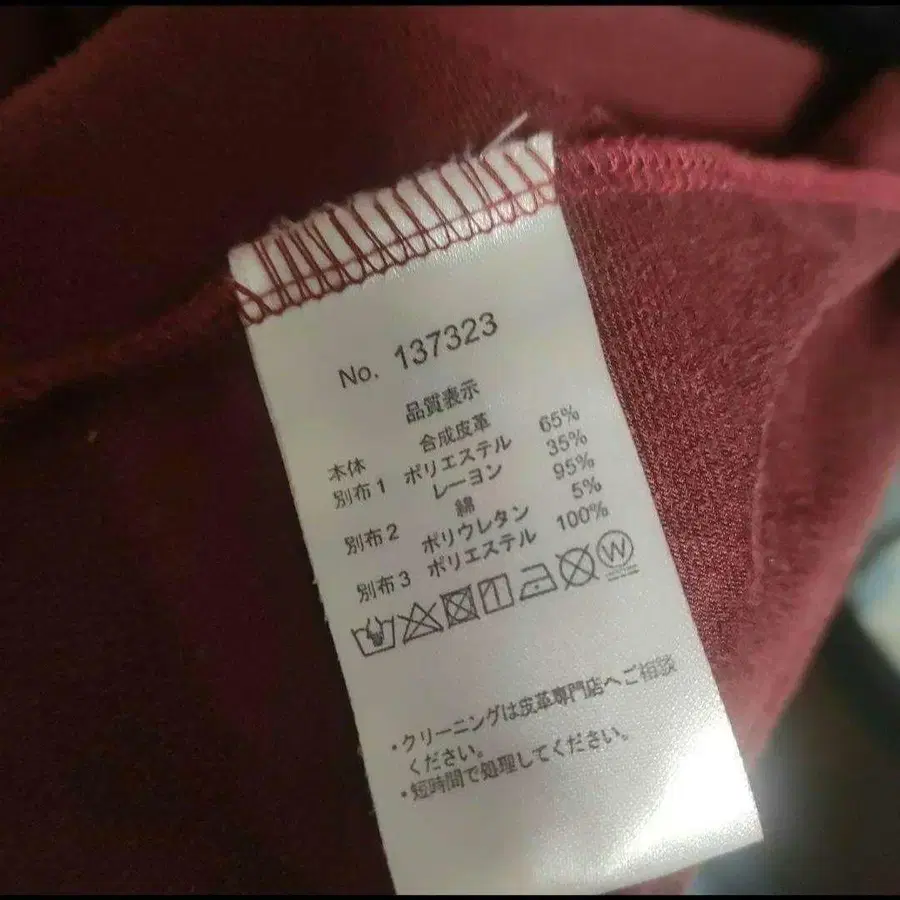 No. 137323
品質表示
本体 合成皮革
別布1 ポリエステル 65%
レーヨン 35%
別布2 綿 95%
ポリウレタン 5%
別布3 ポリエステル 100%
W
・クリーニングは皮革専門店へご相談
ください。
・短時間で処理してください。